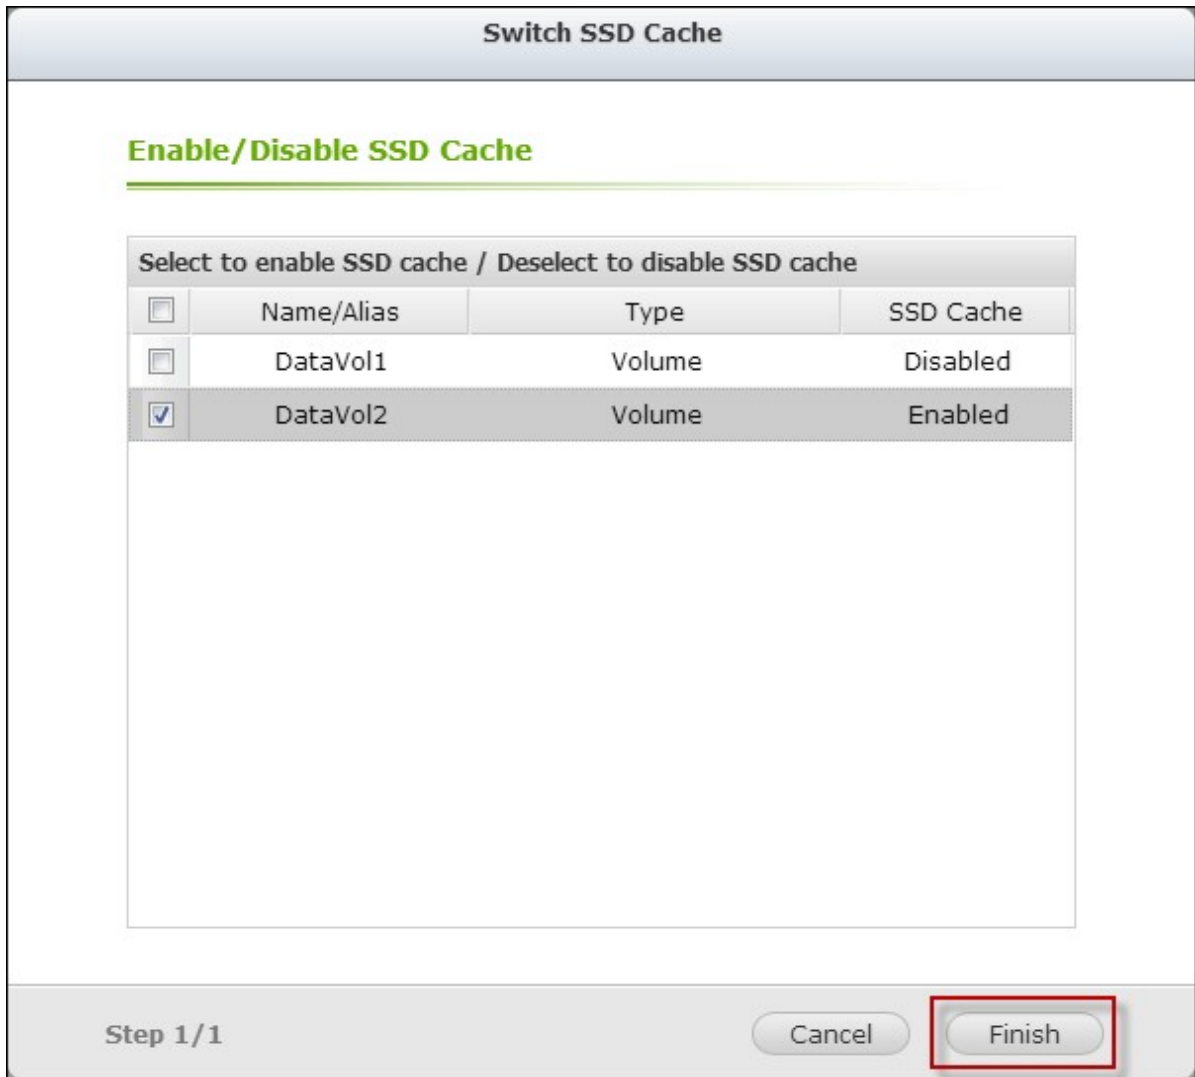 Switch SSD Cache
Enable/Disable SSD Cache
Select to enable SSD cache / Deselect to disable SSD cache
Name/Alias Type SSD Cache
DataVol1 Volume Disabled
DataVol2 Volume Enabled
Step 1/1 Cancel Finish